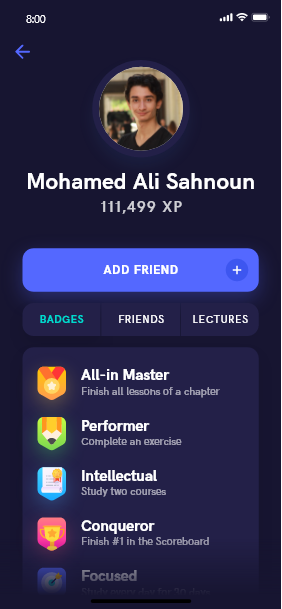 8:00
Mohamed Ali Sahnoun
111,499 XP
ADD FRIEND
BADGES FRIENDS LECTURES
All-in Master
Finish all lessons of a chapter
Performer
Complete an exercise
Intellectual
Study two courses
Conqueror
Finish #1 in the Scoreboard
Focused